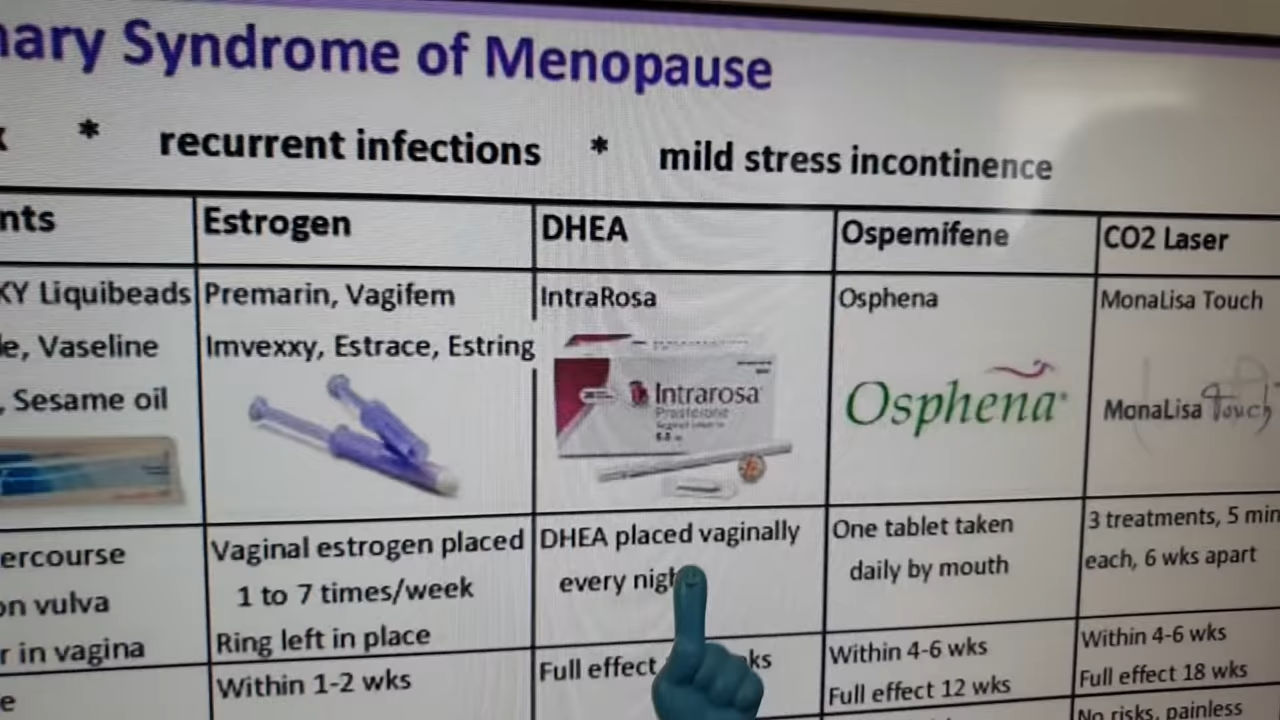 nary Syndrome of Menopause
* recurrent infections * mild stress incontinence
nts Estrogen DHEA Ospemifene CO2 Laser
KY Liquibeads Premarin, Vagifem IntraRosa Osphena MonaLisa Touch
le, Vaseline Imvexxy, Estrace, Estring
, Sesame oil
Intrarosa
Prasterone
Osphena
MonaLisa Touch
ercourse Vaginal estrogen placed DHEA placed vaginally One tablet taken 3 treatments, 5 min
on vulva 1 to 7 times/week every nigh daily by mouth each, 6 wks apart
r in vagina Ring left in place
e Within 1-2 wks Full effect ks Within 4-6 wks Within 4-6 wks
Full effect 12 wks Full effect 18 wks
No risks, painless